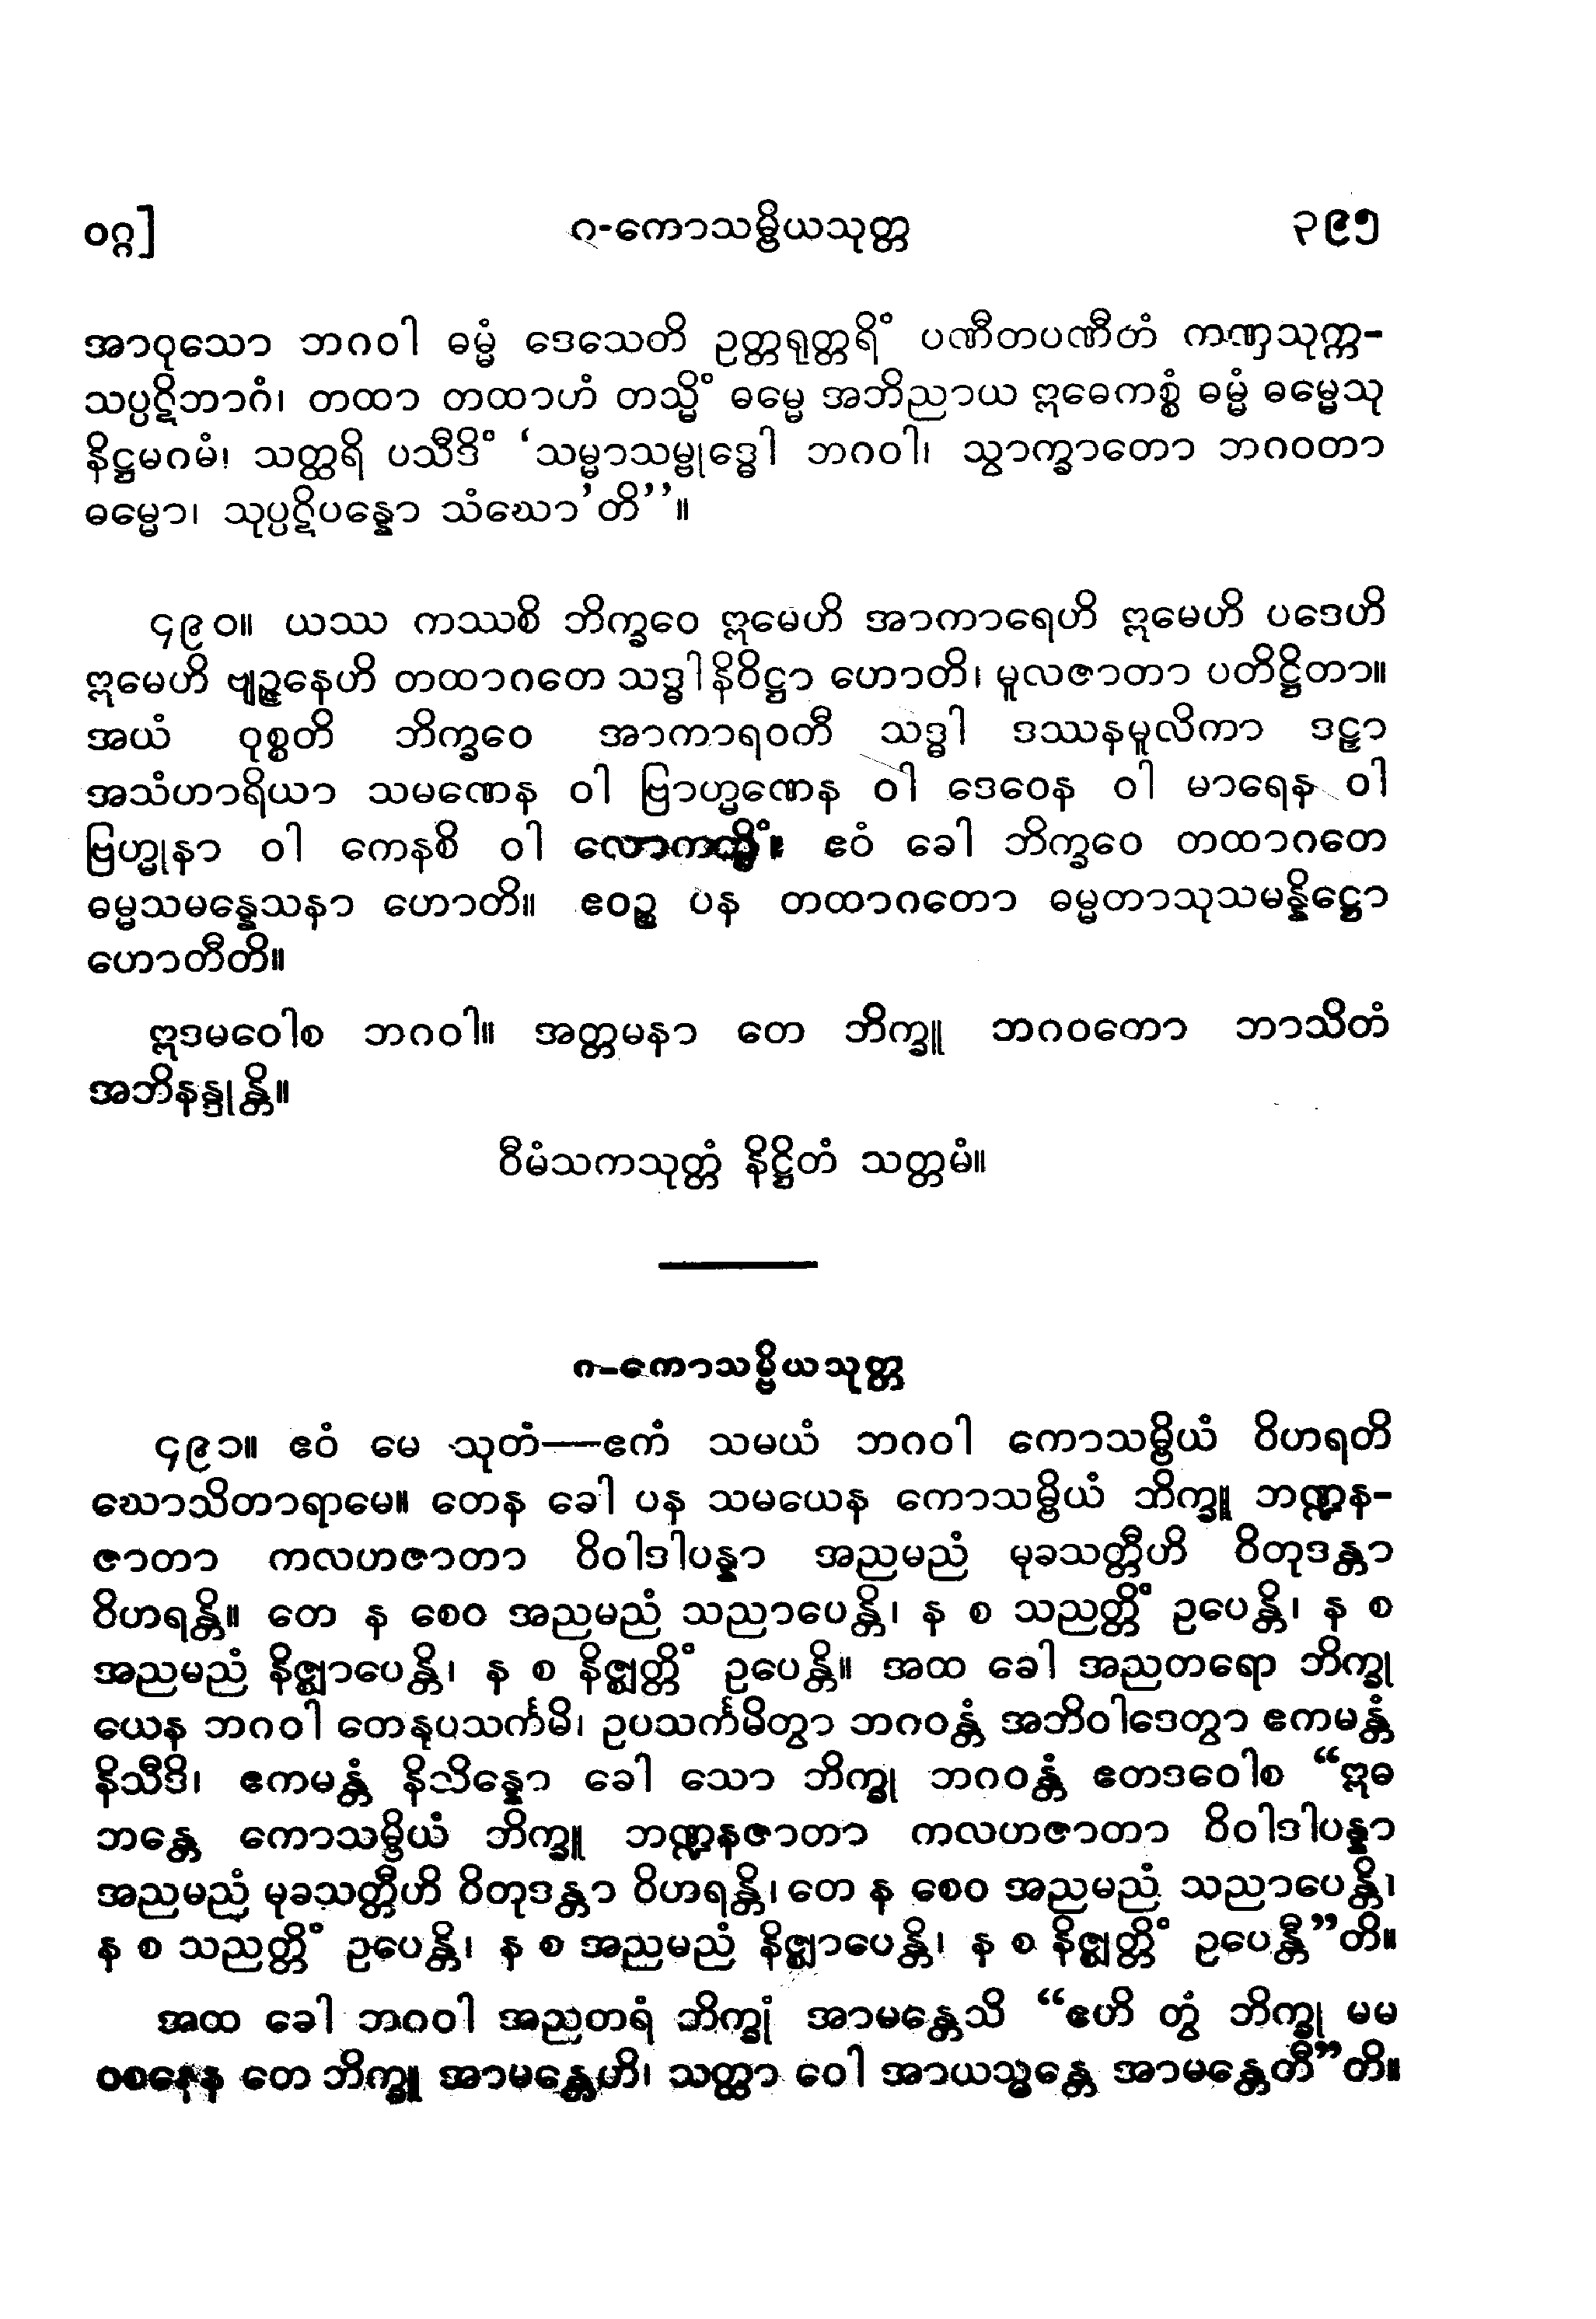 ဝဂ္ဂ] ၈-ကောသမ္ဗိယသုတ္တ ၃၉၅
အာဝုသော ဘဂဝါ ဓမ္မံ ဒေသေတိ ဥတ္တရုတ္တရိံ ပဏီတပဏီတံ ကဏှသုက္က-
သပ္ပဋိဘာဂံ၊ တထာ တထာဟံ တသ္မိံ ဓမ္မေ အဘိညာယ ဣဓေကစ္စံ ဓမ္မံ ဓမ္မေသု
နိဋ္ဌမဂမံ၊ သတ္ထရိ ပသီဒိံ ‘သမ္မာသမ္ဗုဒ္ဓေါ ဘဂဝါ၊ သွာက္ခာတော ဘဂဝတာ
ဓမ္မော၊ သုပ္ပဋိပန္နော သံဃော’တိ’’။
၄၉၀။ ယဿ ကဿစိ ဘိက္ခဝေ ဣမေဟိ အာကာရေဟိ ဣမေဟိ ပဒေဟိ
ဣမေဟိ ဗျဉ္ဇနေဟိ တထာဂတေ သဒ္ဓါ နိဝိဋ္ဌာ ဟောတိ၊ မူလဇာတာ ပတိဋ္ဌိတာ။
အယံ ဝုစ္စတိ ဘိက္ခဝေ အာကာရဝတီ သဒ္ဓါ ဒဿနမူလိကာ ဒဠှာ
အသံဟာရိယာ သမဏေန ဝါ ဗြာဟ္မဏေန ဝါ ဒေဝေန ဝါ မာရေန ဝါ
ဗြဟ္မုနာ ဝါ ကေနစိ ဝါ လောကသ္မိံ။ ဧဝံ ခေါ ဘိက္ခဝေ တထာဂတေ
ဓမ္မသမန္နေသနာ ဟောတိ။ ဧဝဉ္စ ပန တထာဂတော ဓမ္မတာသုသမန္နိဋ္ဌော
ဟောတီတိ။
ဣဒမဝေါစ ဘဂဝါ။ အတ္တမနာ တေ ဘိက္ခူ ဘဂဝတော ဘာသိတံ
အဘိနန္ဒုန္တိ။
ဝီမံသကသုတ္တံ နိဋ္ဌိတံ သတ္တမံ။
၈-ကောသမ္ဗိယသုတ္တ
၄၉၁။ ဧဝံ မေ သုတံ——ဧကံ သမယံ ဘဂဝါ ကောသမ္ဗိယံ ဝိဟရတိ
ဃောသိတာရာမေ။ တေန ခေါ ပန သမယေန ကောသမ္ဗိယံ ဘိက္ခူ ဘဏ္ဍန-
ဇာတာ ကလဟဇာတာ ဝိဝါဒါပန္နာ အညမညံ မုခသတ္တီဟိ ဝိတုဒန္တာ
ဝိဟရန္တိ။ တေ န စေဝ အညမညံ သညာပေန္တိ၊ န စ သညတ္တိံ ဥပေန္တိ၊ န စ
အညမညံ နိဇ္ဈာပေန္တိ၊ န စ နိဇ္ဈတ္တိံ ဥပေန္တိ။ အထ ခေါ အညတရော ဘိက္ခု
ယေန ဘဂဝါ တေနုပသင်္ကမိ၊ ဥပသင်္ကမိတွာ ဘဂဝန္တံ အဘိဝါဒေတွာ ဧကမန္တံ
နိသီဒိ၊ ဧကမန္တံ နိသိန္နော ခေါ သော ဘိက္ခု ဘဂဝန္တံ ဧတဒဝေါစ “ဣဓ
ဘန္တေ ကောသမ္ဗိယံ ဘိက္ခူ ဘဏ္ဍနဇာတာ ကလဟဇာတာ ဝိဝါဒါပန္နာ
အညမညံ မုခသတ္တီဟိ ဝိတုဒန္တာ ဝိဟရန္တိ၊ တေ န စေဝ အညမညံ သညာပေန္တိ၊
န စ သညတ္တိံ ဥပေန္တိ၊ န စ အညမညံ နိဇ္ဈာပေန္တိ၊ န စ နိဇ္ဈတ္တိံ ဥပေန္တီ”တိ။
အထ ခေါ ဘဂဝါ အညတရံ ဘိက္ခုံ အာမန္တေသိ “ဧဟိ တွံ ဘိက္ခု မမ
ဝစနေန တေ ဘိက္ခူ အာမန္တေဟိ၊ သတ္ထာ ဝေါ အာယသ္မန္တေ အာမန္တေတီ”တိ။